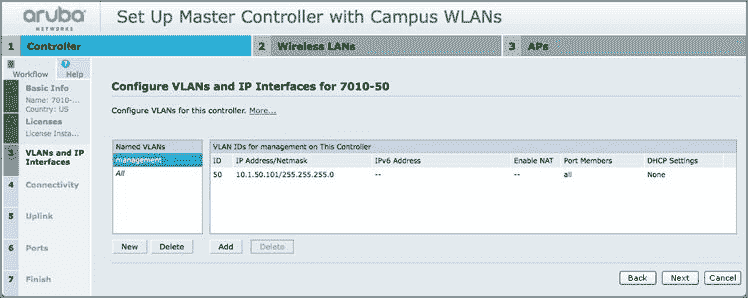 aruba
NETWORKS
Set Up Master Controller with Campus WLANs
1 Controller
2 Wireless LANs
3 APs
Workflow
Help
Basic Info
Name: 7010-...
Country: US
Licenses
License Insta...
3 VLANs and IP
Interfaces
4 Connectivity
5 Uplink
6 Ports
7 Finish
Configure VLANs and IP Interfaces for 7010-50
Configure VLANs for this controller. More...
Named VLANs
management
All
New Delete
VLAN IDs for management on This Controller
ID IP Address/Netmask IPv6 Address Enable NAT Port Members DHCP Settings
50 10.1.50.101/255.255.255.0 -- -- all None
Add Delete
Back Next Cancel